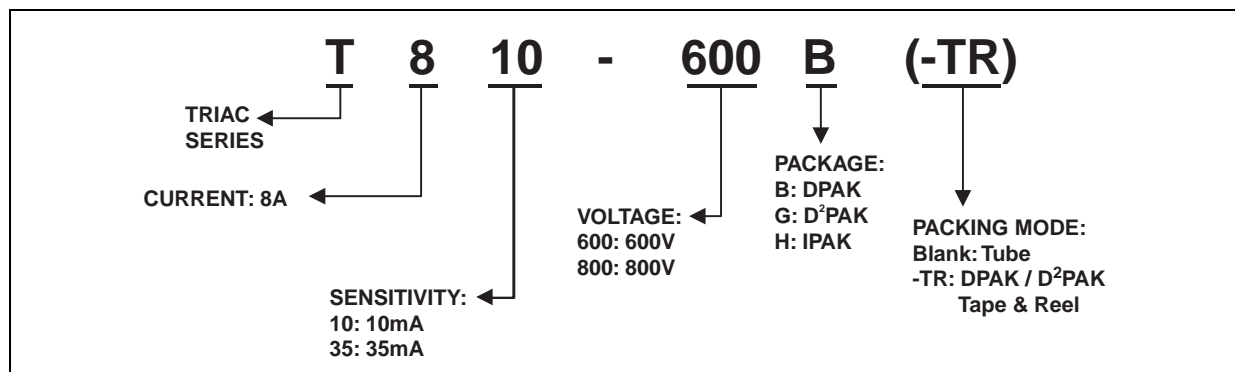 T 8 10 - 600 B (-TR)
TRIAC
SERIES
CURRENT: 8A
SENSITIVITY:
10: 10mA
35: 35mA
VOLTAGE:
600: 600V
800: 800V
PACKAGE:
B: DPAK
G: D²PAK
H: IPAK
PACKING MODE:
Blank: Tube
-TR: DPAK / D²PAK
Tape & Reel